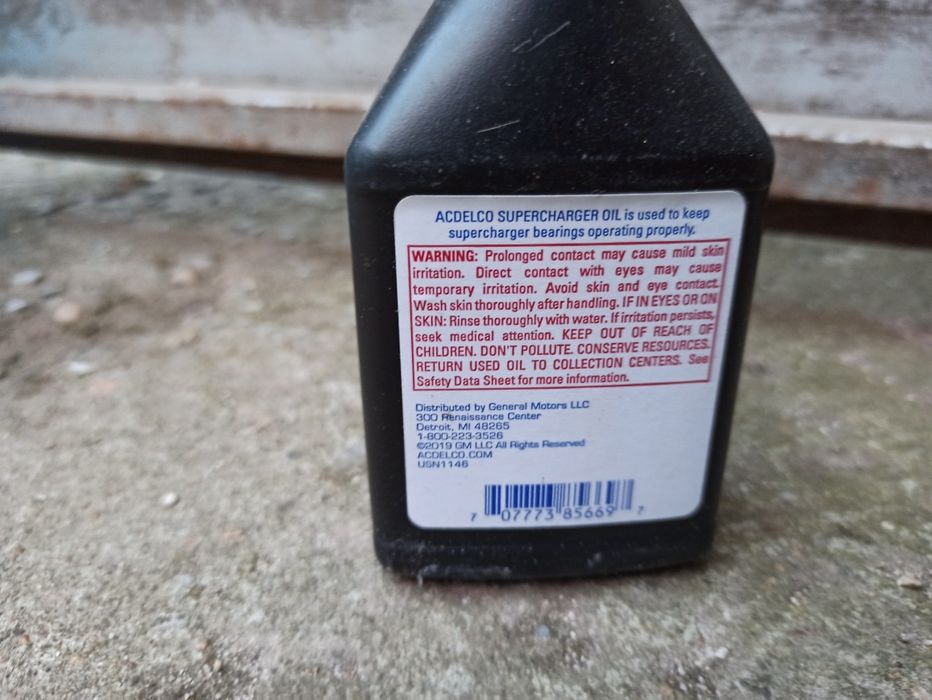 ACDELCO SUPERCHARGER OIL is used to keep
supercharger bearings operating properly.
WARNING: Prolonged contact may cause mild skin
irritation. Direct contact with eyes may cause
temporary irritation. Avoid skin and eye contact.
Wash skin thoroughly after handling. IF IN EYES OR ON
SKIN: Rinse thoroughly with water. If irritation persists,
seek medical attention. KEEP OUT OF REACH OF
CHILDREN. DON'T POLLUTE. CONSERVE RESOURCES.
RETURN USED OIL TO COLLECTION CENTERS. See
Safety Data Sheet for more information.
Distributed by General Motors LLC
300 Renaissance Center
Detroit, MI 48265
1-800-223-3526
©2019 GM LLC All Rights Reserved
ACDELCO.COM
USN1146
7 07773 85669 7